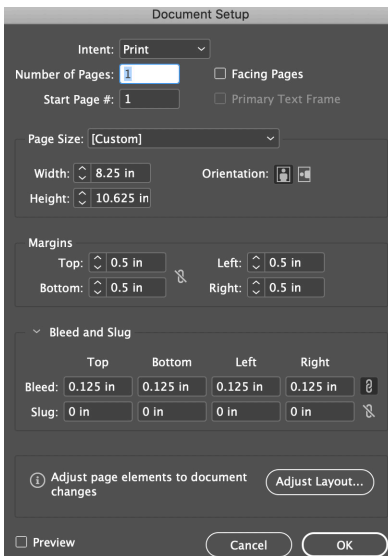 Document Setup
Intent: Print
Number of Pages: 1 Facing Pages
Start Page #: 1 Primary Text Frame
Page Size: [Custom]
Width: 8.25 in Orientation:
Height: 10.625 in
Margins
Top: 0.5 in Left: 0.5 in
Bottom: 0.5 in Right: 0.5 in
Bleed and Slug
Top Bottom Left Right
Bleed: 0.125 in 0.125 in 0.125 in 0.125 in
Slug: 0 in 0 in 0 in 0 in
Adjust page elements to document Adjust Layout...
changes
Preview Cancel OK